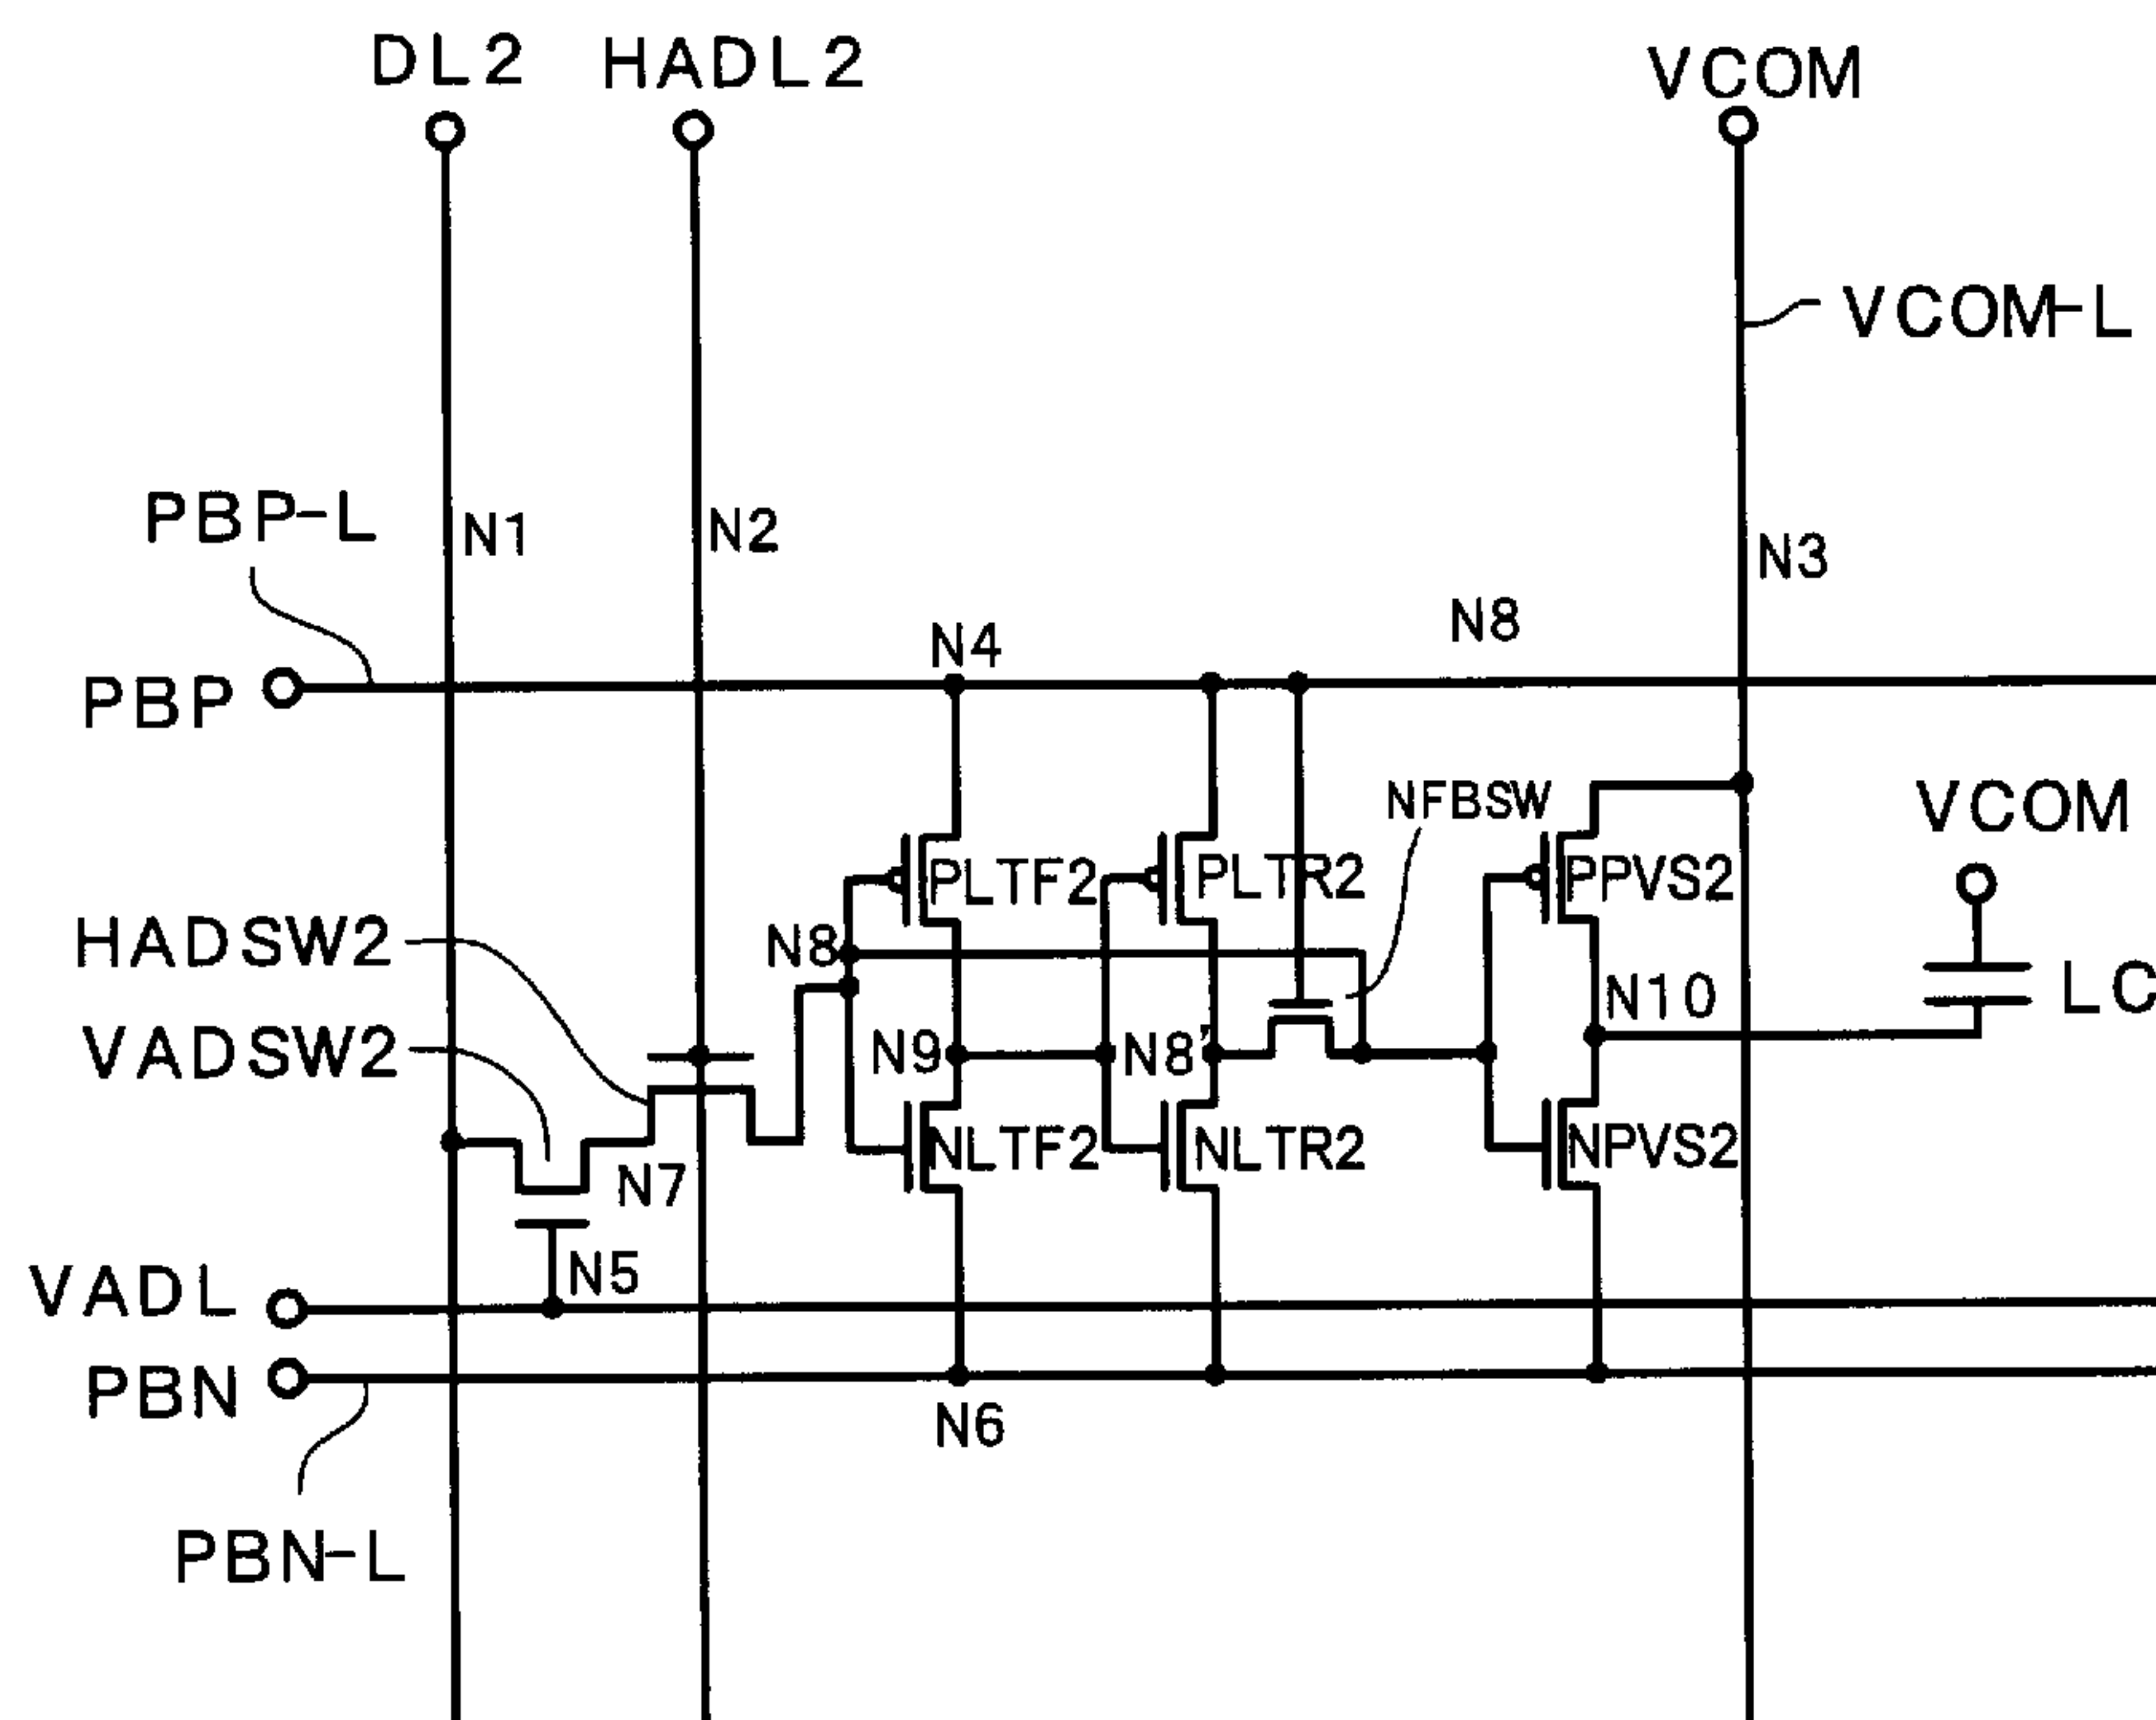 DL2
HADL2
VCOM
VCOM-L
PBP-L
N1
N2
N3
N4
N8
PBP
NFBSW
VCOM
PLTF2
PLTR2
PPVS2
HADSW2
N8
N10
LC
VADSW2
N9
N8'
NLTF2
NLTR2
NPVS2
N7
N5
VADL
PBN
N6
PBN-L